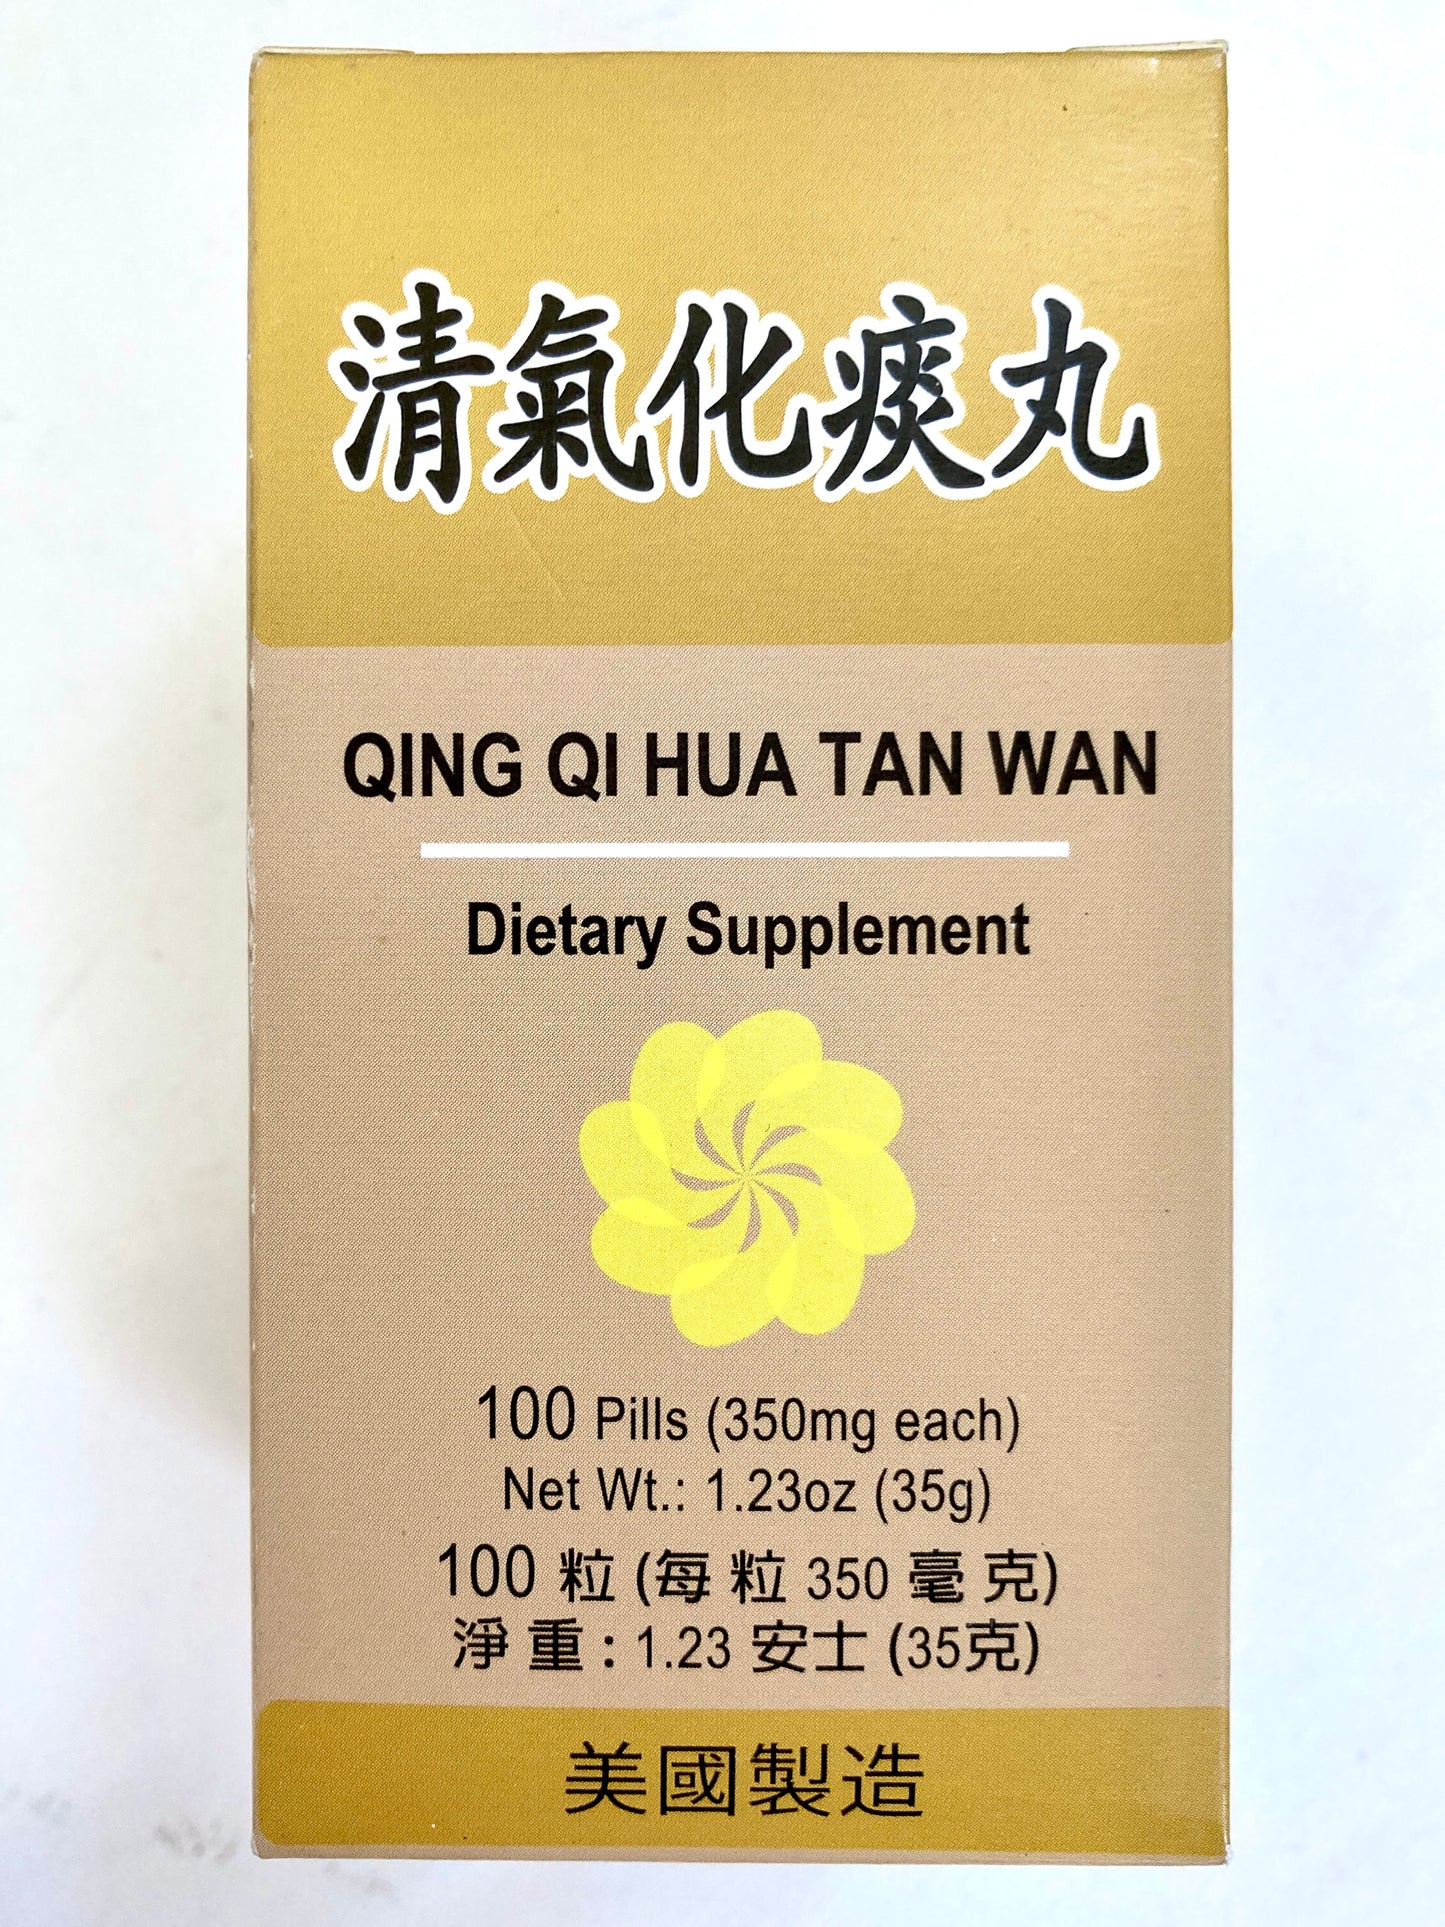 清氣化痰丸
QING QI HUA TAN WAN
Dietary Supplement
100 Pills (350mg each)
Net Wt.: 1.23oz (35g)
100 粒 (每 粒 350 毫 克)
淨 重 : 1.23 安士 (35克)
美國製造